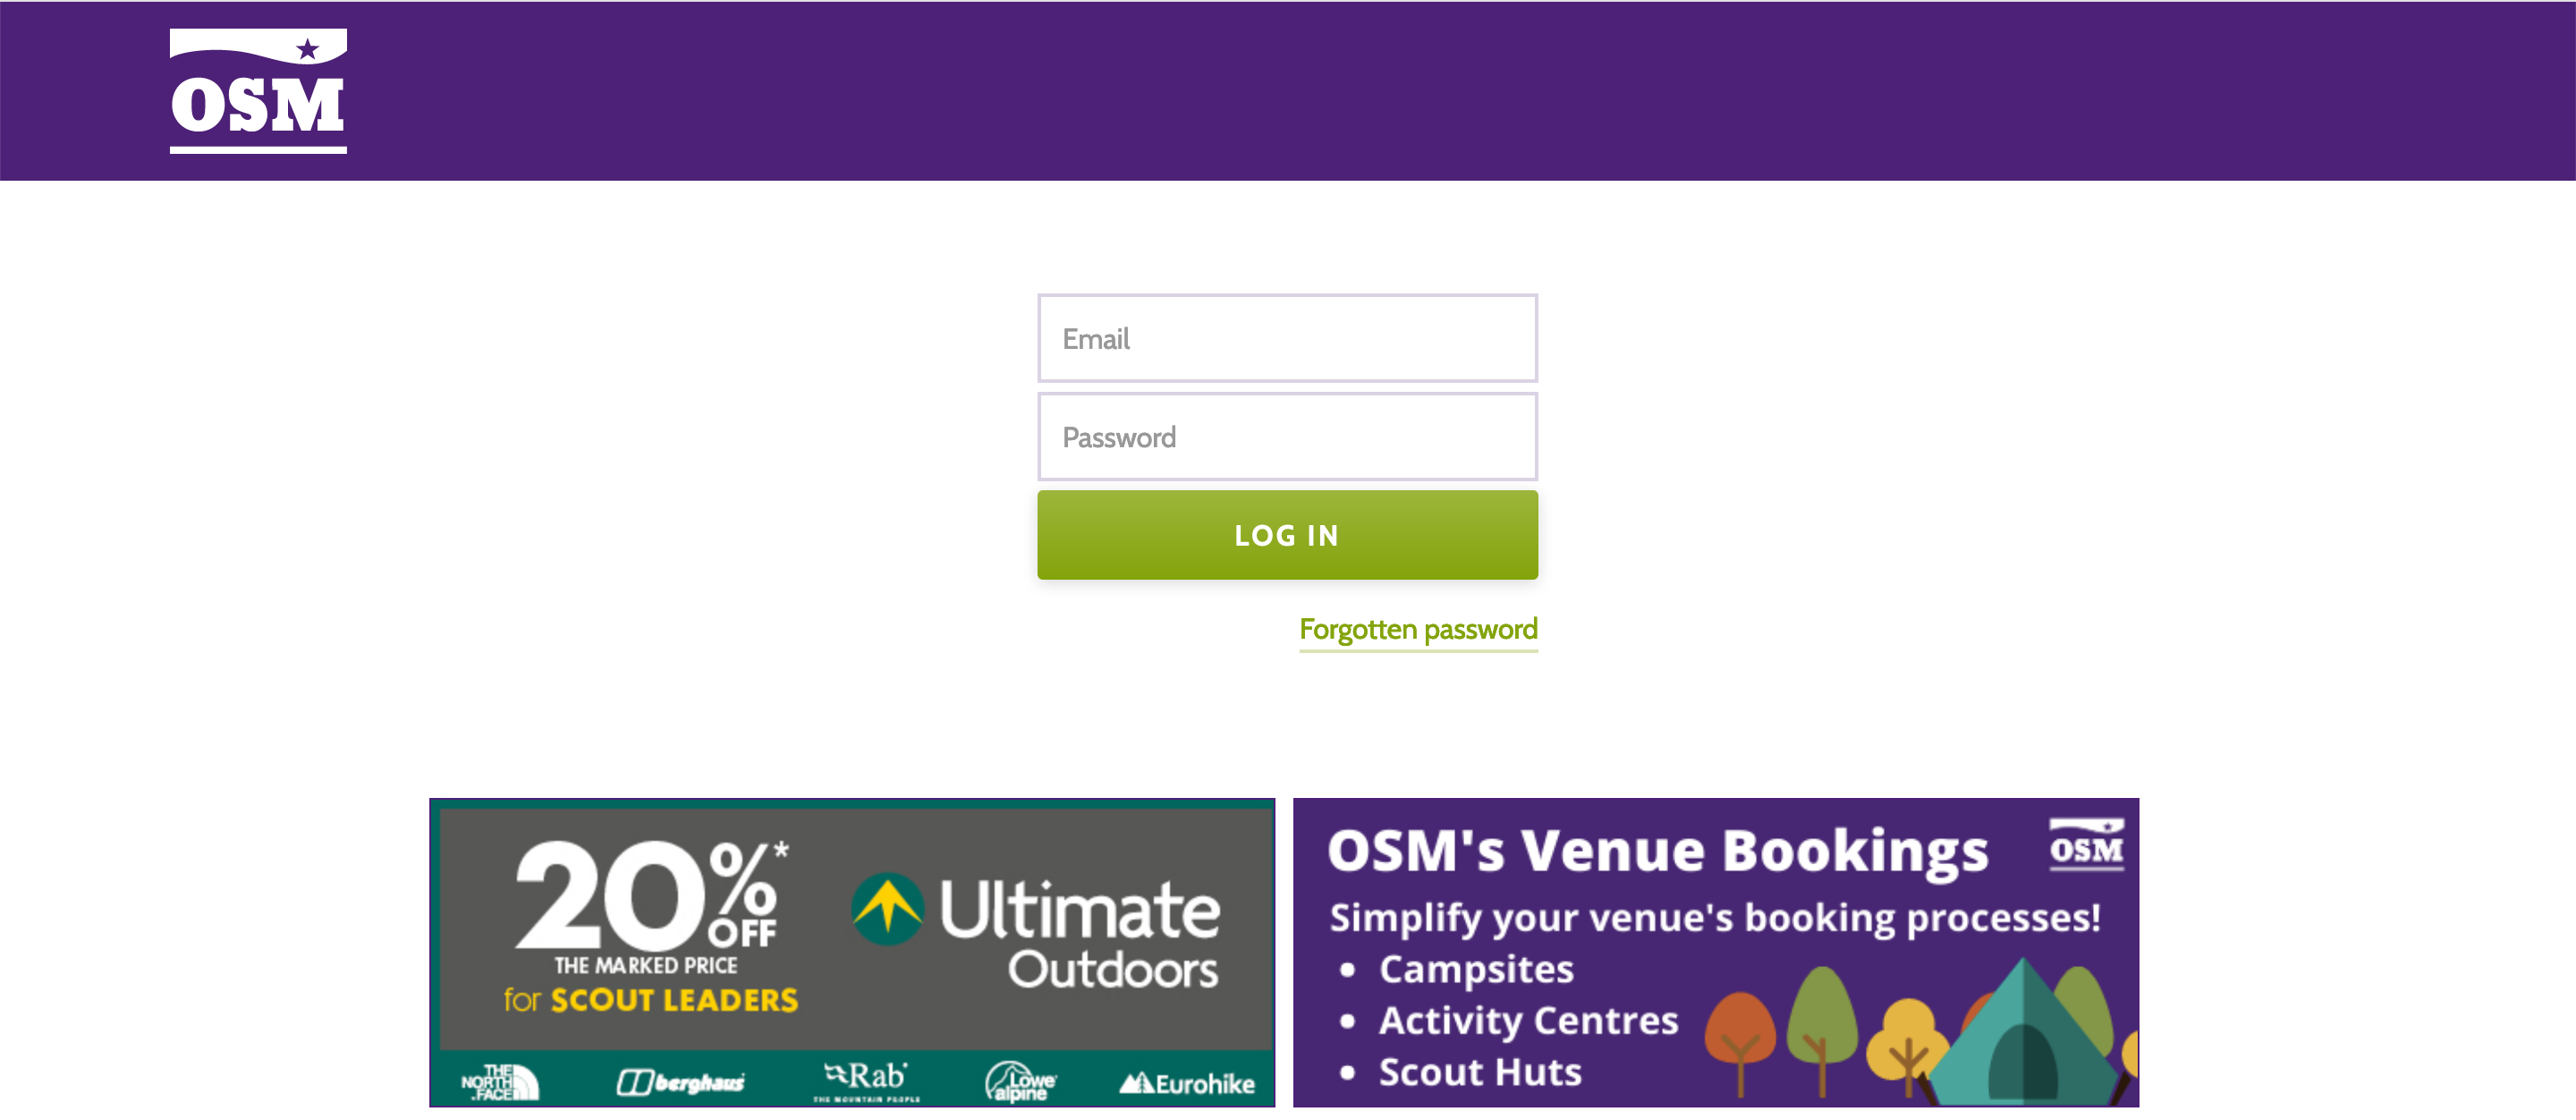 OSM
Email
Password
LOG IN
Forgotten password
20%*
OFF
THE MARKED PRICE
for SCOUT LEADERS
Ultimate
Outdoors
THE
NORTH
FACE
berghaus
Rab
THE MOUNTAIN PEOPLE
Lowe
alpine
Eurohike
OSM's Venue Bookings
OSM
Simplify your venue's booking processes!
• Campsites
• Activity Centres
• Scout Huts